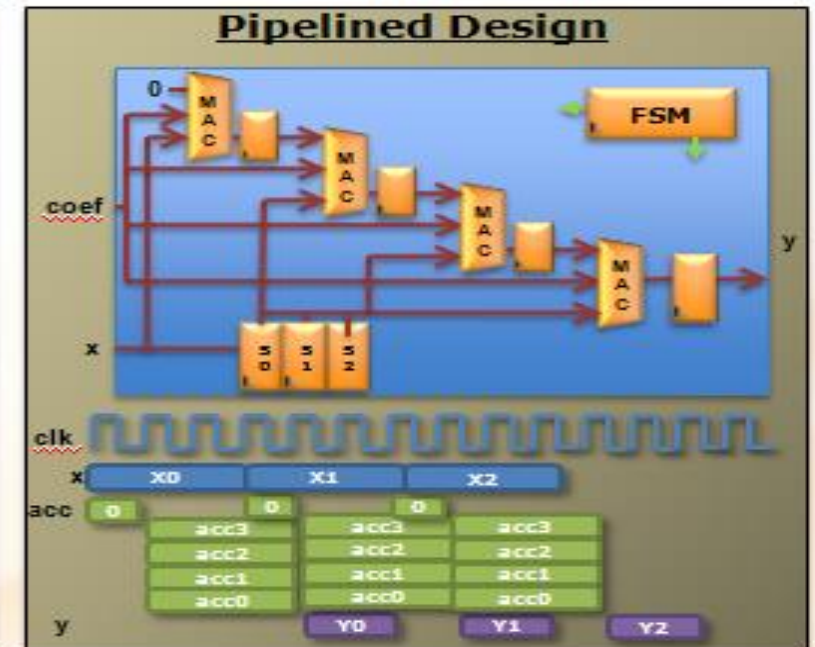 Pipelined Design
0
MAC
FSM
MAC
coef
MAC
y
MAC
x
S0 S1 S2
clk
x X0 X1 X2
acc 0 0 0
acc3 acc3 acc3
acc2 acc2 acc2
acc1 acc1 acc1
acc0 acc0 acc0
y Y0 Y1 Y2